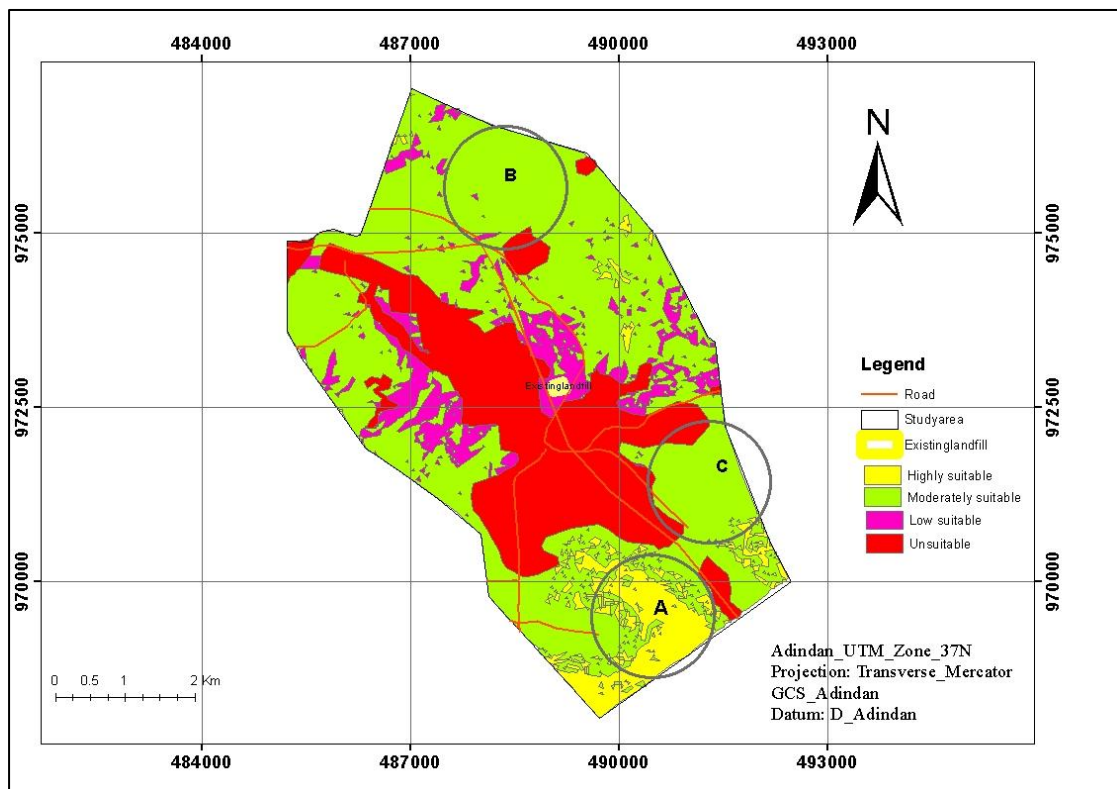 484000 487000 490000 493000
N
B
975000 975000
Legend
Road
Studyarea
Existinglandfill
Highly suitable
Moderately suitable
Low suitable
Unsuitable
Existinglandfill
972500 972500
C
970000 970000
A
Adindan_UTM_Zone_37N
Projection: Transverse_Mercator
GCS_Adindan
Datum: D_Adindan
0 0.5 1 2 Km
484000 487000 490000 493000